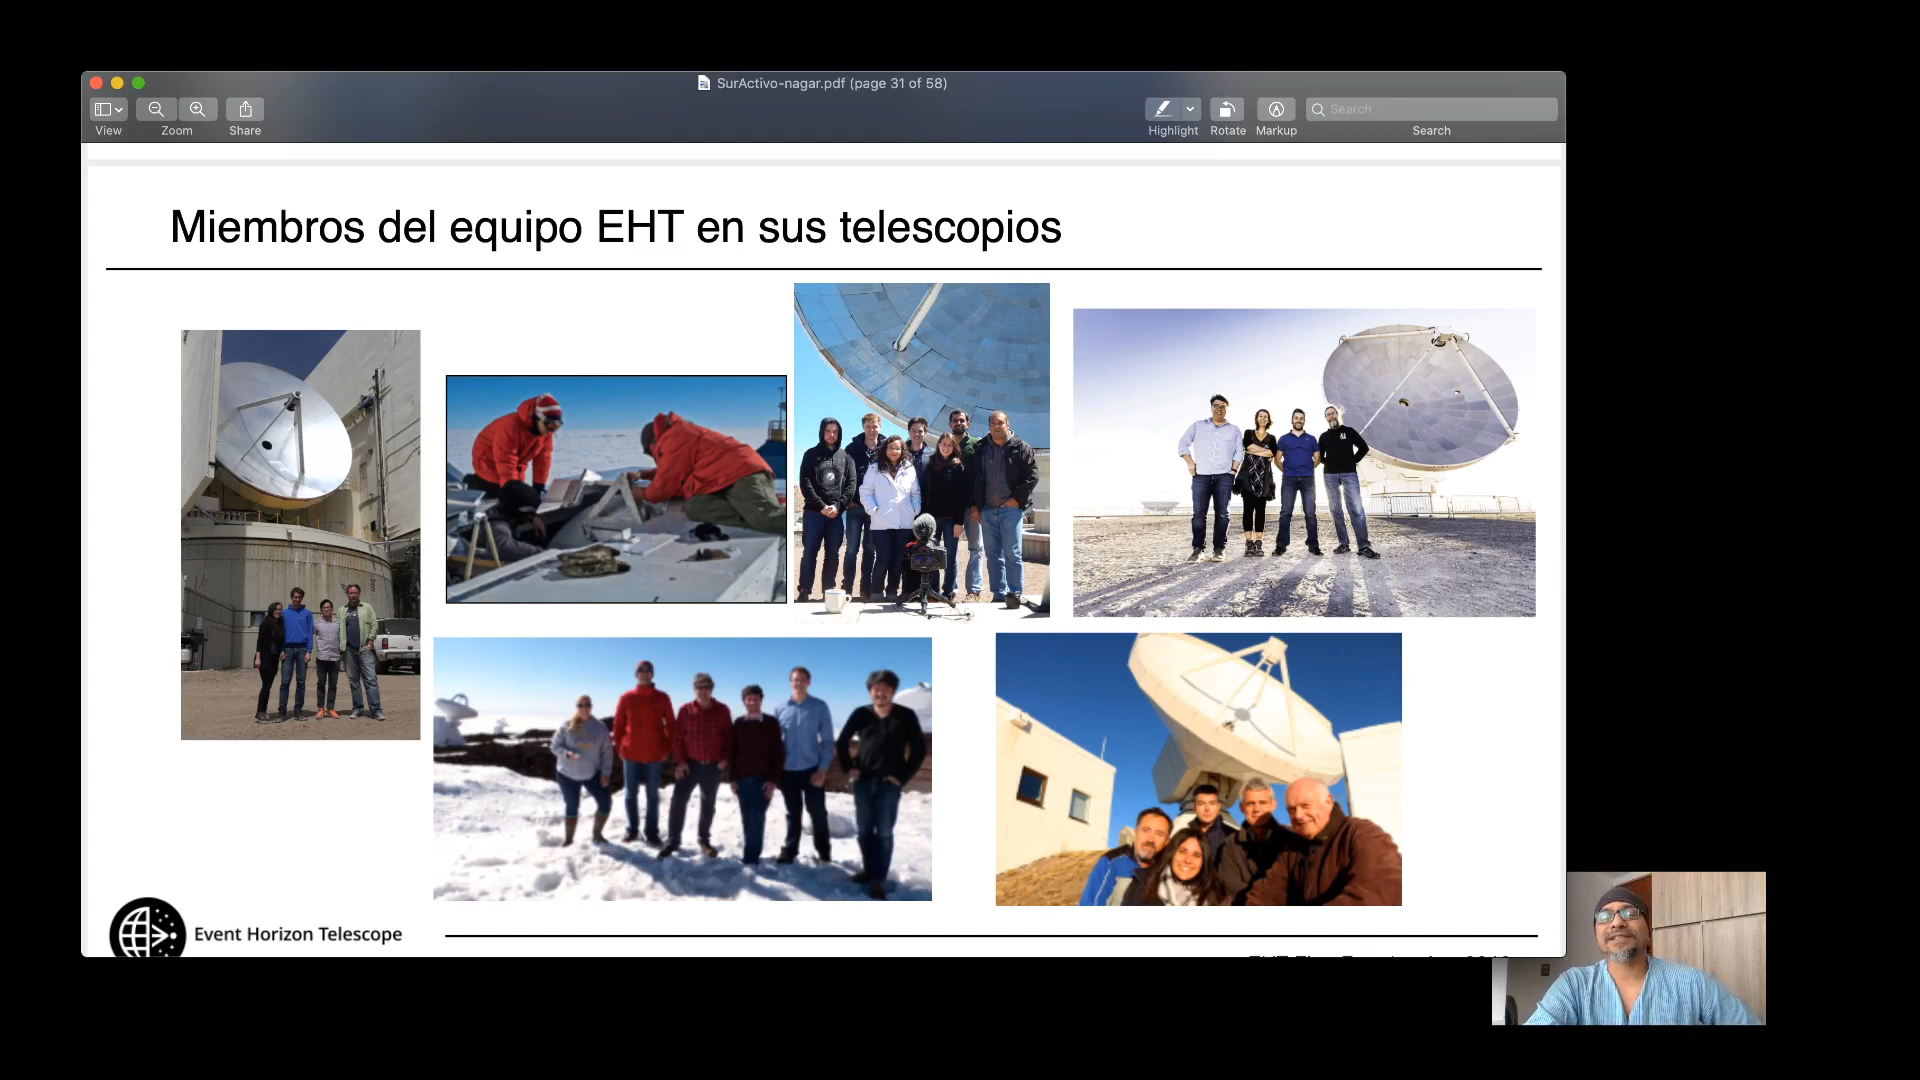 SurActivo-nagar.pdf (page 31 of 58)
View
Zoom
Share
Highlight
Rotate
Markup
Search
Search
Miembros del equipo EHT en sus telescopios
Event Horizon Telescope